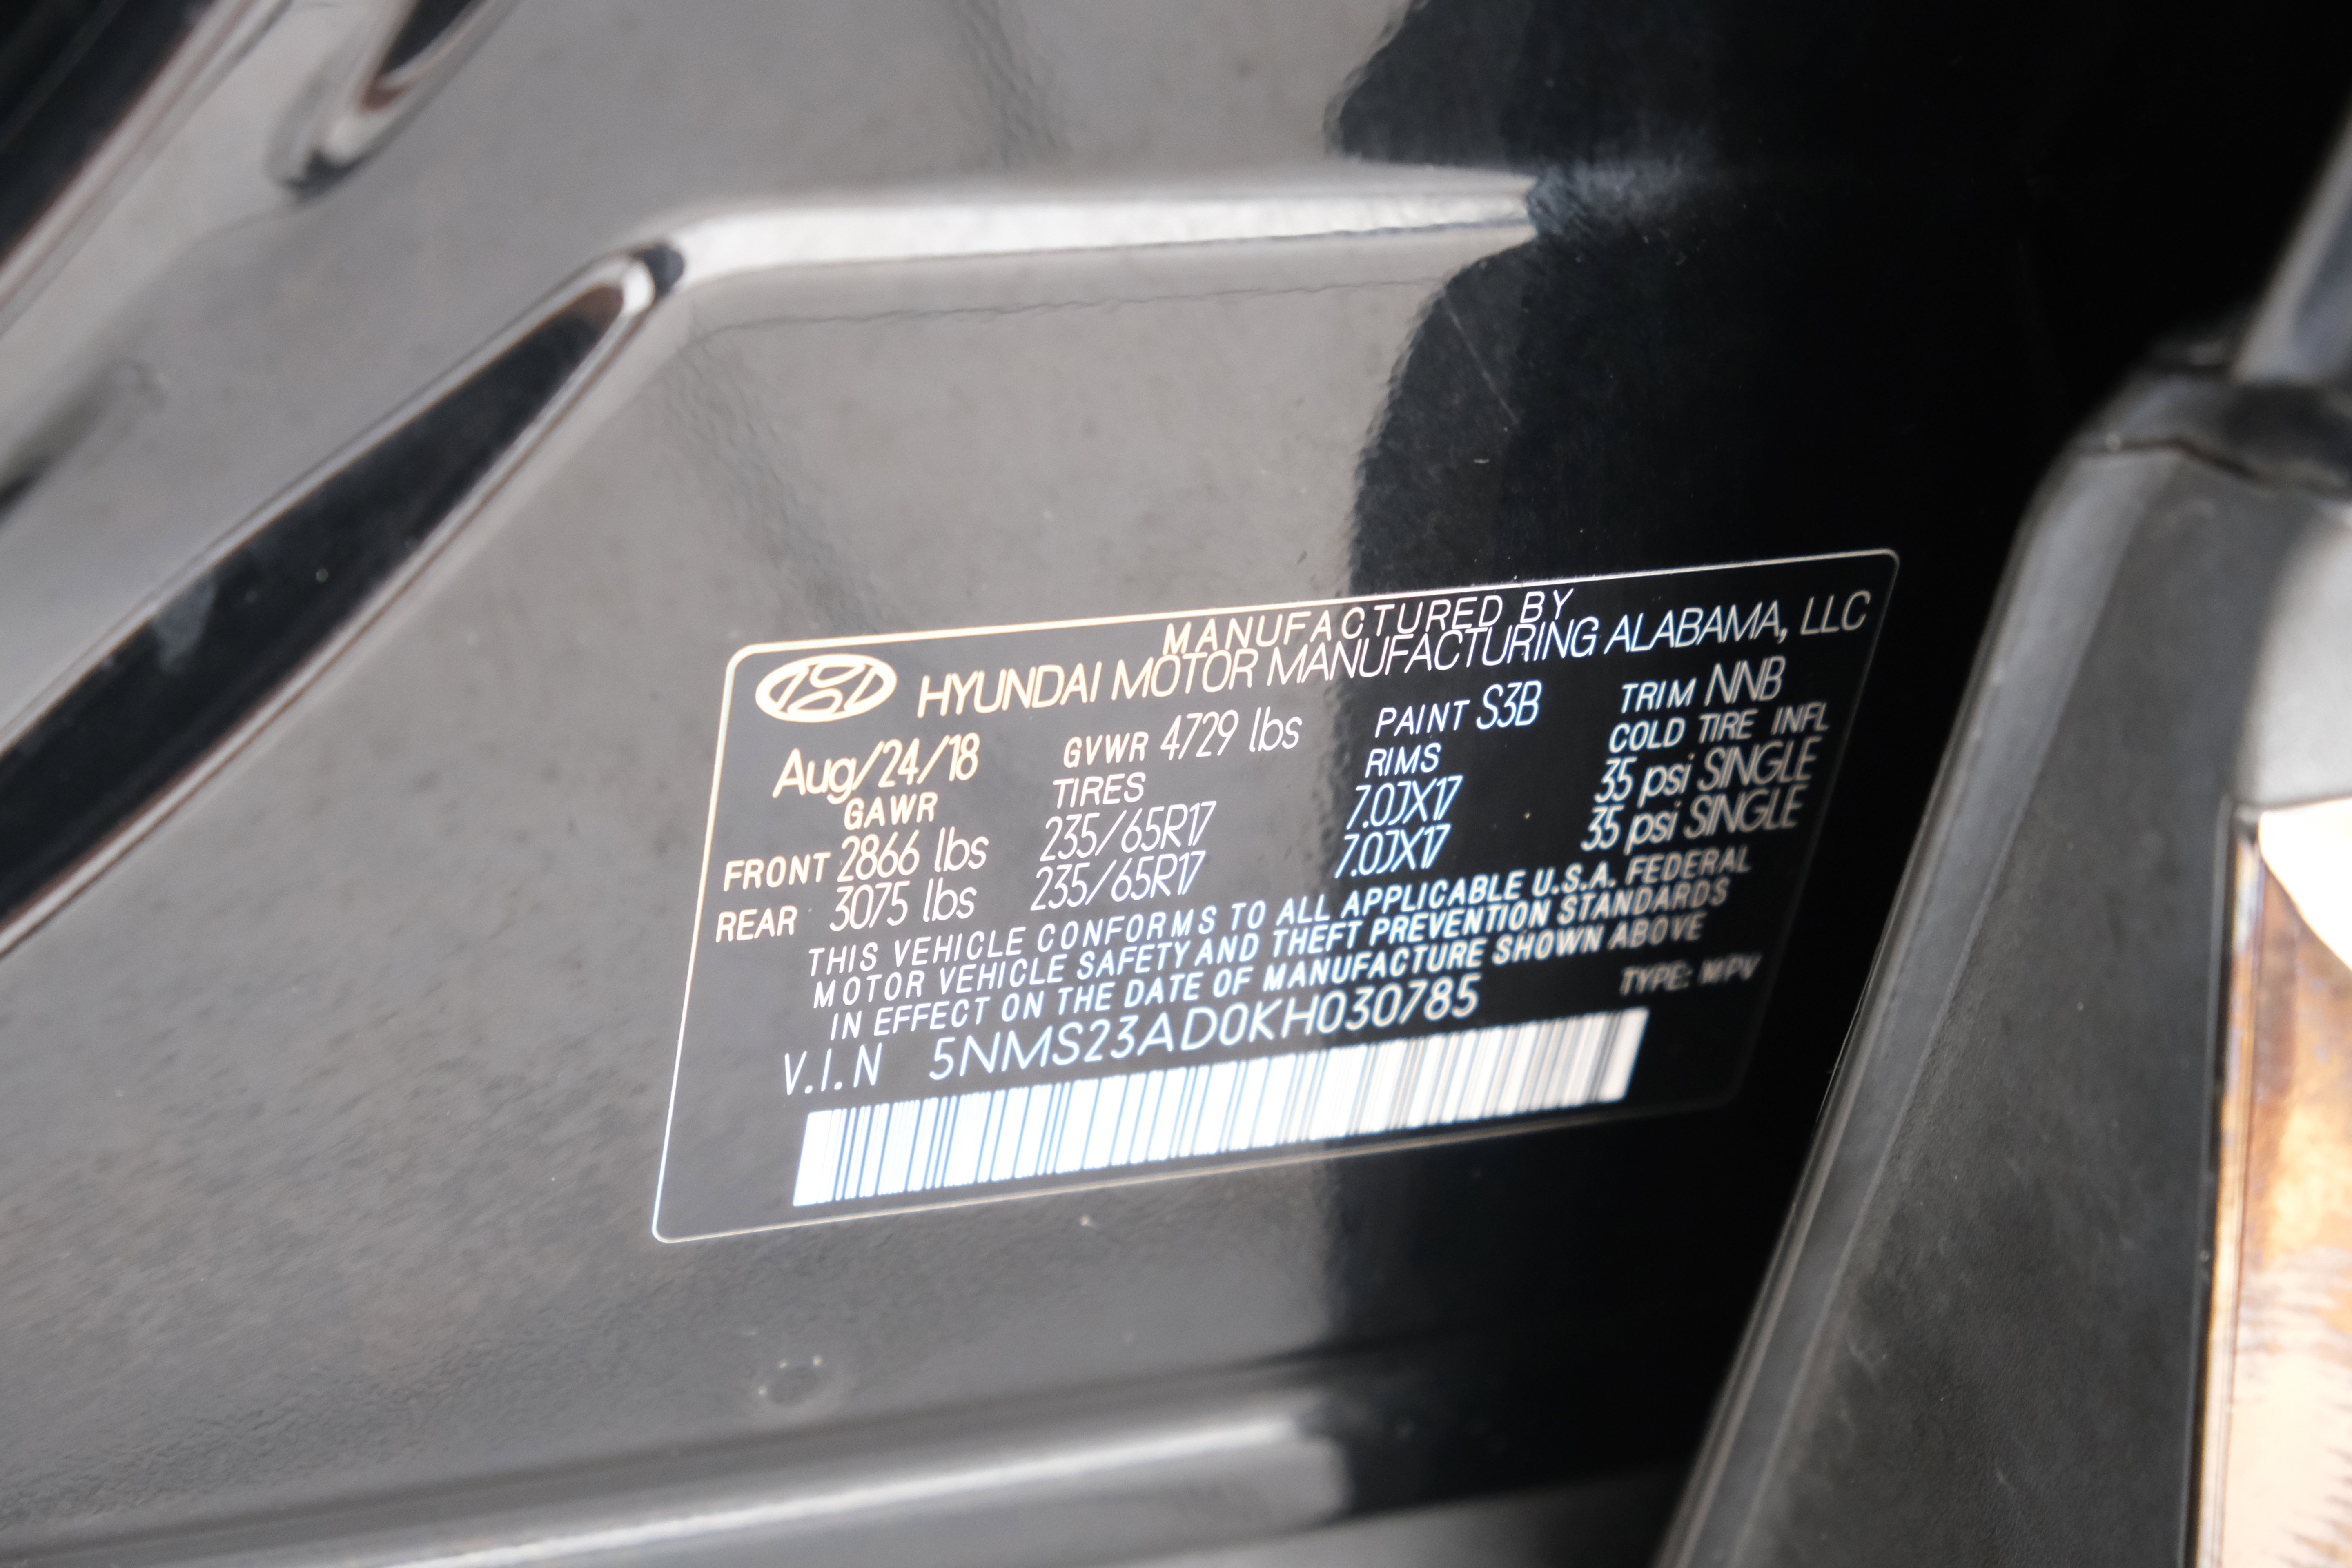 MANUFACTURED BY
HYUNDAI MOTOR MANUFACTURING ALABAMA, LLC
Aug/24/18 GVWR 4729 lbs PAINT S3B TRIM NNB
GAWR TIRES RIMS COLD TIRE INFL
FRONT 2866 lbs 235/65R17 7.0JX17 35 psi SINGLE
REAR 3075 lbs 235/65R17 7.0JX17 35 psi SINGLE
THIS VEHICLE CONFORMS TO ALL APPLICABLE U.S.A. FEDERAL
MOTOR VEHICLE SAFETY AND THEFT PREVENTION STANDARDS
IN EFFECT ON THE DATE OF MANUFACTURE SHOWN ABOVE
V.I.N 5NMS23AD0KH030785 TYPE: MPV